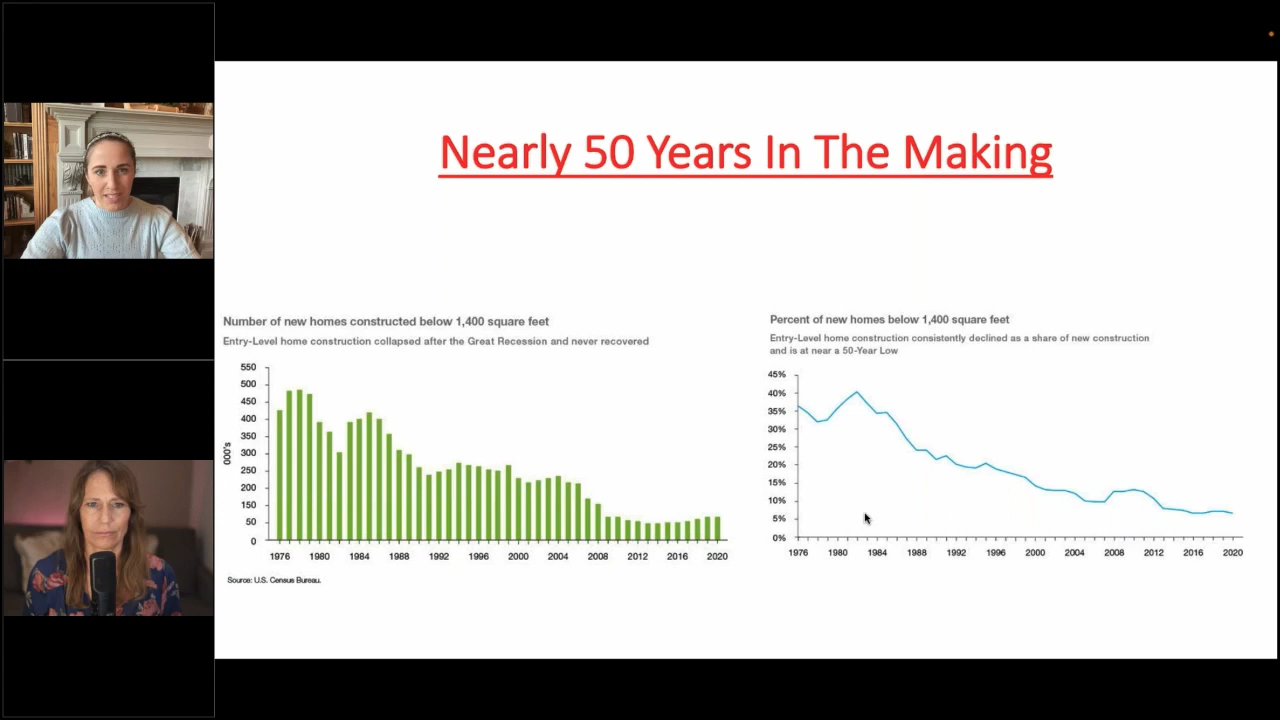 Nearly 50 Years In The Making
Number of new homes constructed below 1,400 square feet
Entry-Level home construction collapsed after the Great Recession and never recovered
550
500
450
400
350
300
250
200
150
50
0
000's
1976 1980 1984 1988 1992 1996 2000 2004 2008 2012 2016 2020
Source: U.S. Census Bureau.
Percent of new homes below 1,400 square feet
Entry-Level home construction consistently declined as a share of new construction
and is at near a 50-Year Low
45%
40%
35%
30%
25%
20%
15%
10%
5%
0%
1976 1980 1984 1988 1992 1996 2000 2004 2008 2012 2016 2020